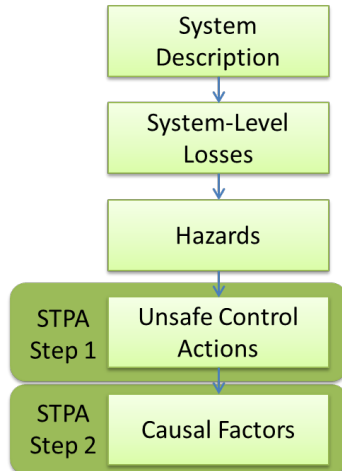 System
Description
System-Level
Losses
Hazards
STPA
Step 1
Unsafe Control
Actions
STPA
Step 2
Causal Factors